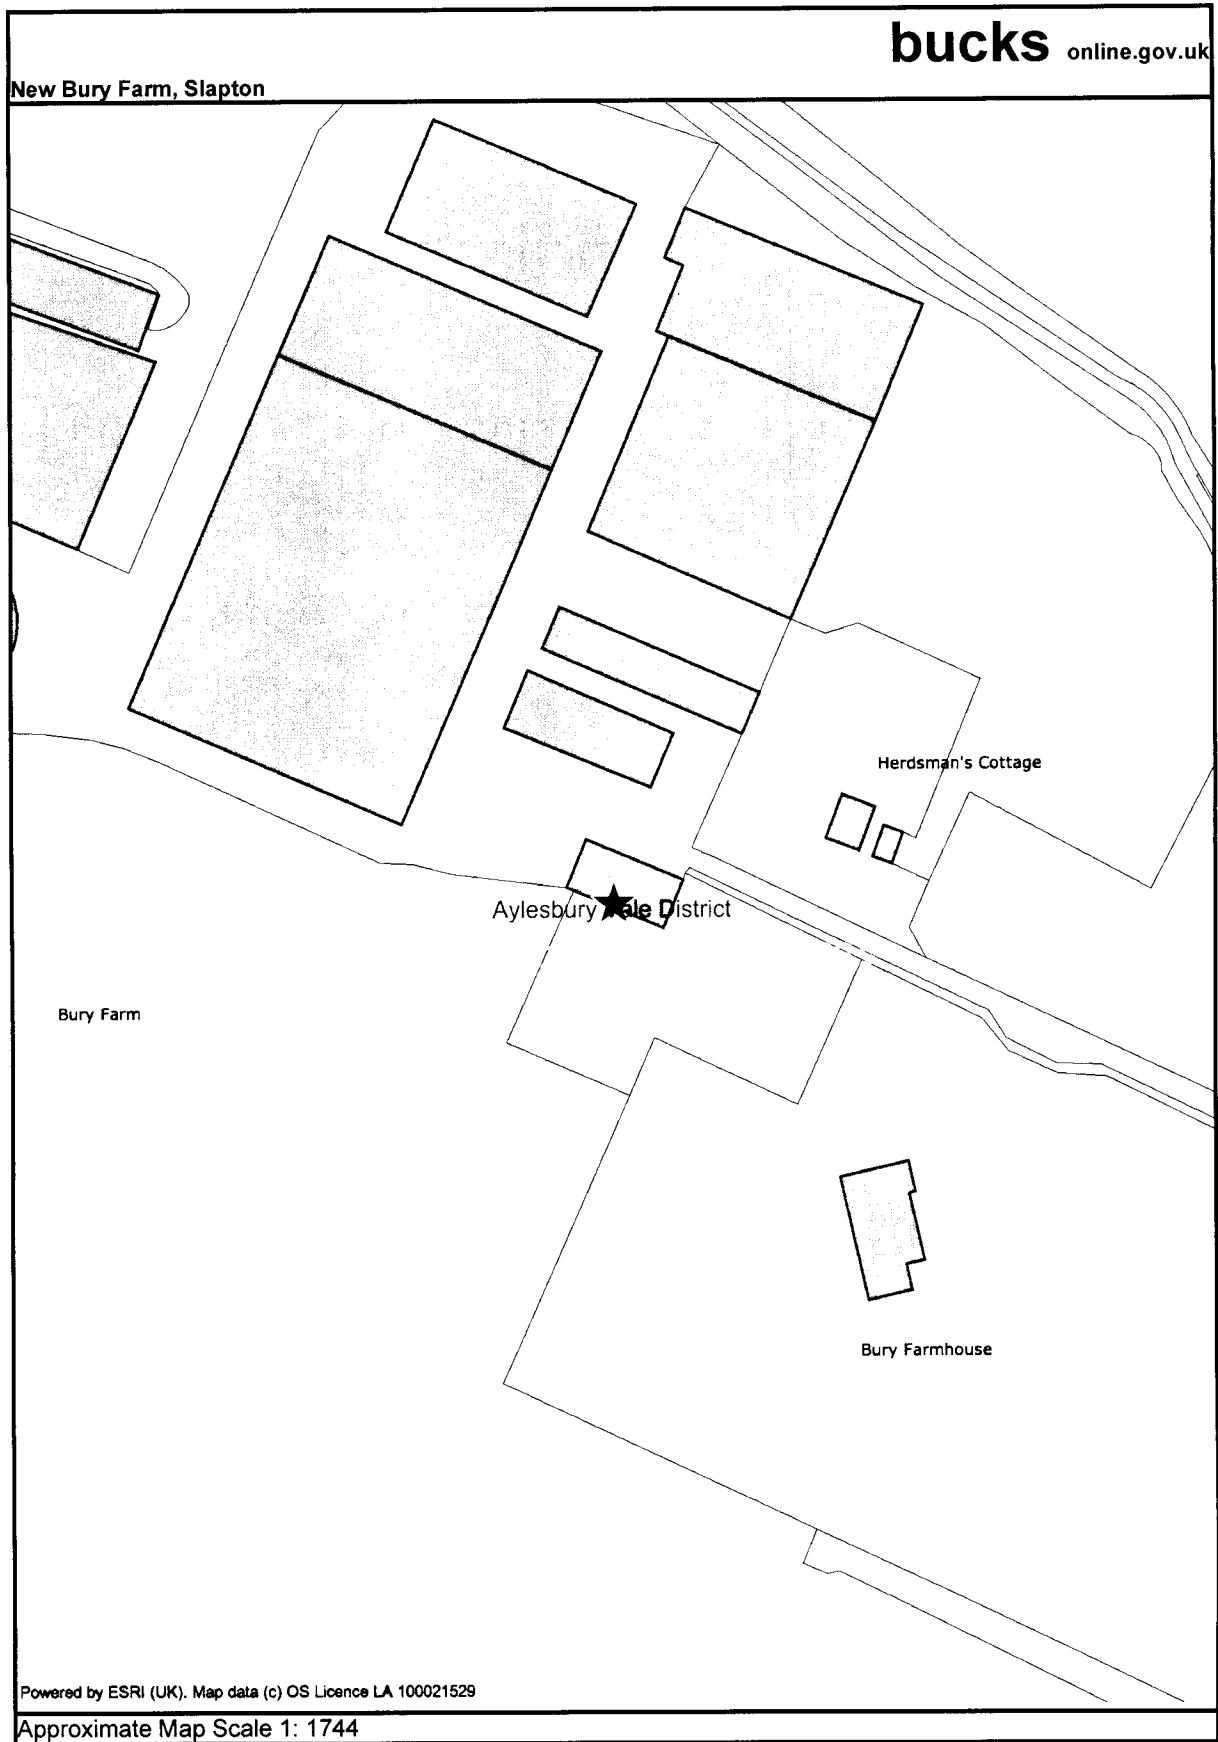 bucks online.gov.uk
New Bury Farm, Slapton
Herdsman's Cottage
Aylesbury Vale District
Bury Farm
Bury Farmhouse
Powered by ESRI (UK). Map data (c) OS Licence LA 100021529
Approximate Map Scale 1: 1744